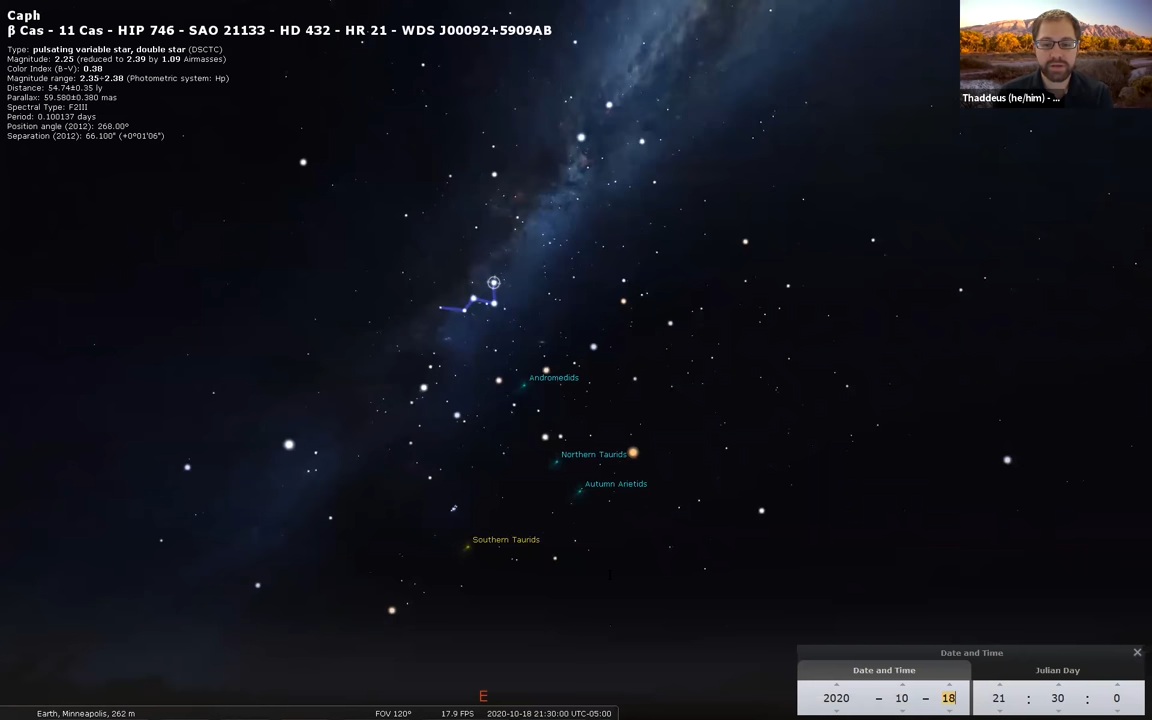 Caph
β Cas - 11 Cas - HIP 746 - SAO 21133 - HD 432 - HR 21 - WDS J00092+5909AB
Type: pulsating variable star, double star (DSCTC)
Magnitude: 2.25 (reduced to 2.39 by 1.09 Airmasses)
Color Index (B-V): 0.38
Magnitude range: 2.35÷2.38 (Photometric system: Hp)
Distance: 54.74±0.35 ly
Parallax: 59.580±0.380 mas
Spectral Type: F2III
Period: 0.100137 days
Position angle (2012): 268.00°
Separation (2012): 66.100" (+0°01'06")
Thaddeus (he/him) - ...
Andromedids
Northern Taurids
Autumn Arietids
Southern Taurids
E
Date and Time
Date and Time Julian Day
2020 - 10 - 18 21 : 30 : 0
Earth, Minneapolis, 262 m FOV 120° 17.9 FPS 2020-10-18 21:30:00 UTC-05:00